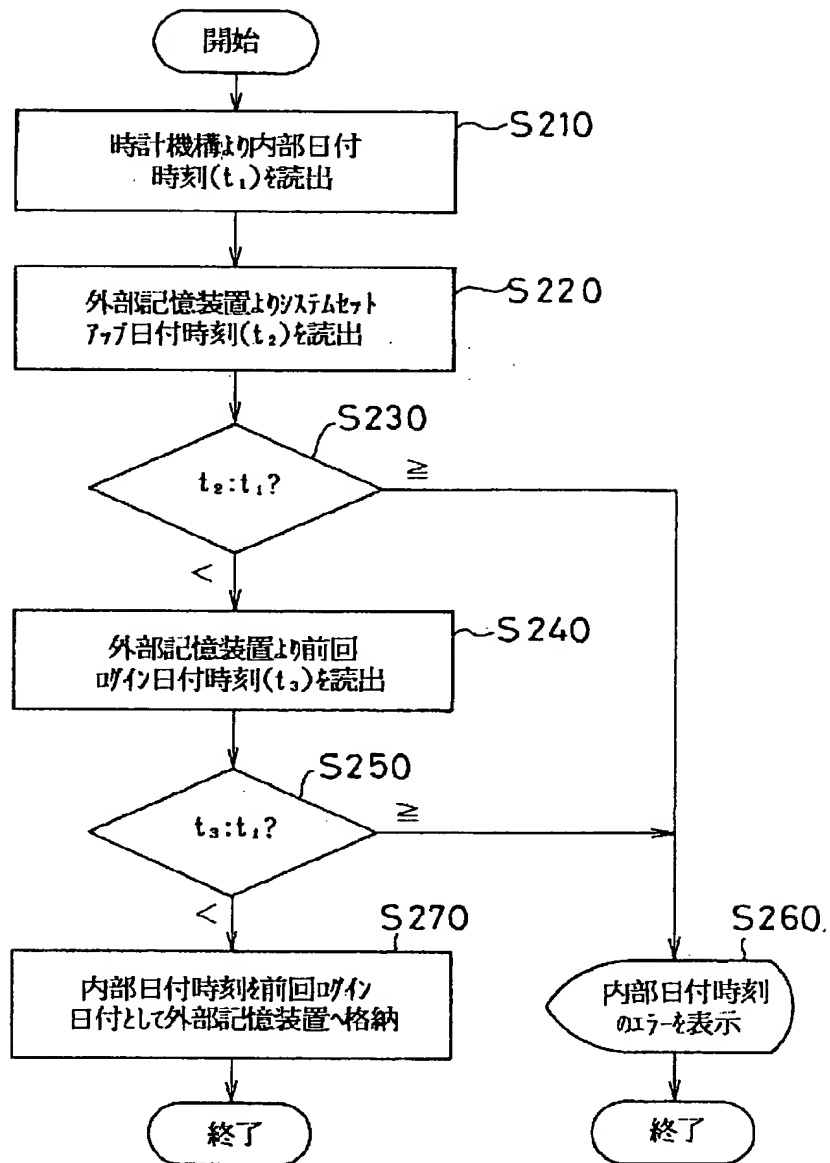 開始
S210
時計機構より内部日付
時刻(t₁)を読出
S220
外部記憶装置よりシステムセット
アップ日付時刻(t₂)を読出
S230
t₂:t₁?
≧
<
S240
外部記憶装置より前回
ログイン日付時刻(t₃)を読出
S250
t₃:t₁?
≧
<
S270
内部日付時刻を前回ログイン
日付として外部記憶装置へ格納
S260
内部日付時刻
のエラーを表示
終了
終了